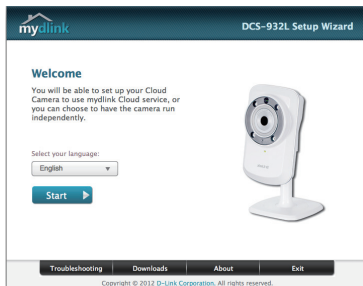 mydlink
DCS-932L Setup Wizard
Welcome
You will be able to set up your Cloud
Camera to use mydlink Cloud service, or
you can choose to have the camera run
independently.
Select your language:
English
Start
Troubleshooting
Downloads
About
Exit
Copyright © 2012 D-Link Corporation. All rights reserved.